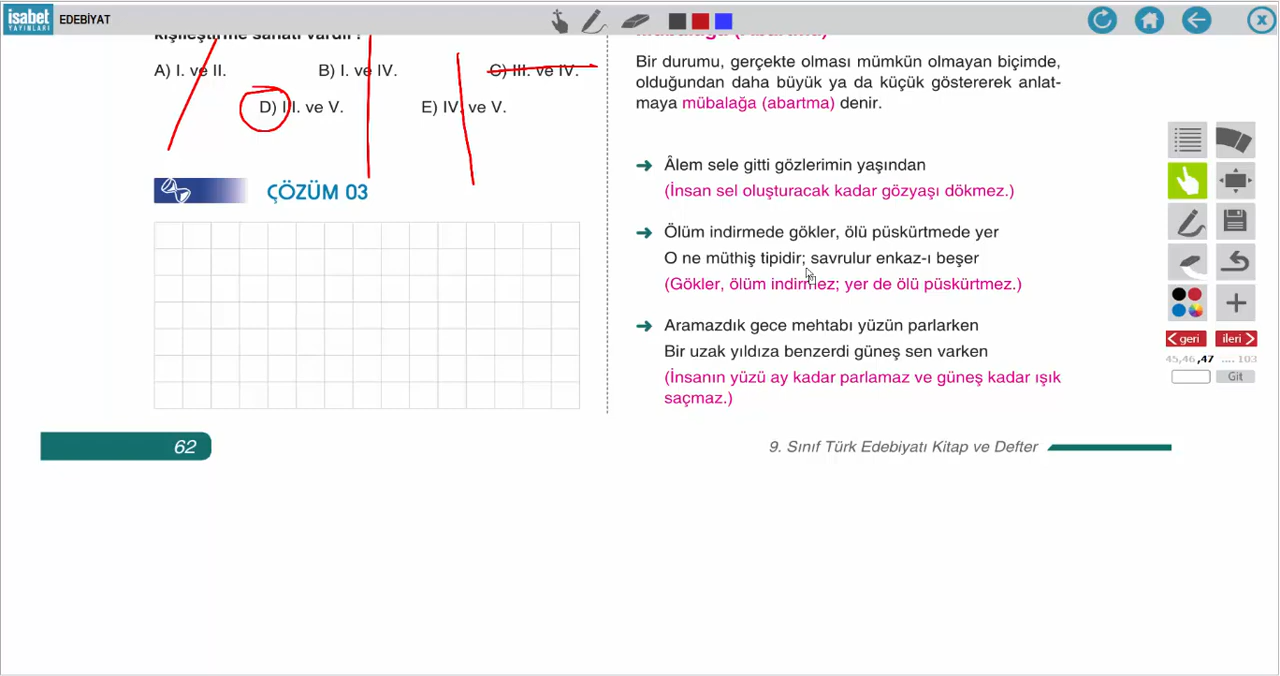 isabet
YAYINLARI
EDEBİYAT
kişileştirme sanatı vardır?
A) I. ve II.
B) I. ve IV.
C) III. ve IV.
D) III. ve V.
E) IV. ve V.
ÇÖZÜM 03
62
Mübalağa (Abartma)
Bir durumu, gerçekte olması mümkün olmayan biçimde,
olduğundan daha büyük ya da küçük göstererek anlat-
maya mübalağa (abartma) denir.
Âlem sele gitti gözlerimin yaşından
(İnsan sel oluşturacak kadar gözyaşı dökmez.)
Ölüm indirmede gökler, ölü püskürtmede yer
O ne müthiş tipidir; savrulur enkaz-ı beşer
(Gökler, ölüm indirmez; yer de ölü püskürtmez.)
Aramazdık gece mehtabı yüzün parlarken
Bir uzak yıldıza benzerdi güneş sen varken
(İnsanın yüzü ay kadar parlamaz ve güneş kadar ışık
saçmaz.)
9. Sınıf Türk Edebiyatı Kitap ve Defter
geri
ileri
45,46,47 .... 103
Git